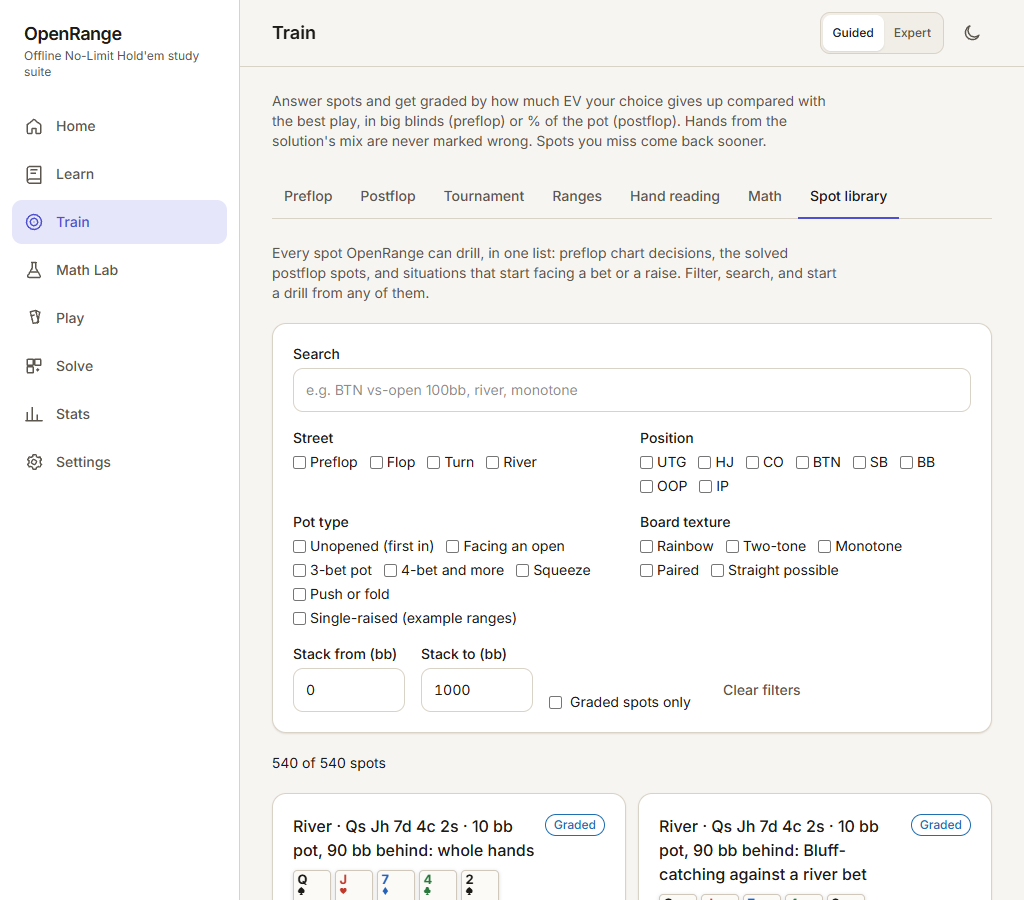 OpenRange
Offline No-Limit Hold'em study
suite
Home
Learn
Train
Math Lab
Play
Solve
Stats
Settings
Train
Guided
Expert
Answer spots and get graded by how much EV your choice gives up compared with
the best play, in big blinds (preflop) or % of the pot (postflop). Hands from the
solution's mix are never marked wrong. Spots you miss come back sooner.
Preflop
Postflop
Tournament
Ranges
Hand reading
Math
Spot library
Every spot OpenRange can drill, in one list: preflop chart decisions, the solved
postflop spots, and situations that start facing a bet or a raise. Filter, search, and start
a drill from any of them.
Search
e.g. BTN vs-open 100bb, river, monotone
Street
Preflop Flop Turn River
Position
UTG HJ CO BTN SB BB
OOP IP
Pot type
Unopened (first in) Facing an open
3-bet pot 4-bet and more Squeeze
Push or fold
Single-raised (example ranges)
Board texture
Rainbow Two-tone Monotone
Paired Straight possible
Stack from (bb)
0
Stack to (bb)
1000
Graded spots only
Clear filters
540 of 540 spots
River · Qs Jh 7d 4c 2s · 10 bb
pot, 90 bb behind: whole hands
Graded
Q♠ J♥ 7♦ 4♣ 2♠
River · Qs Jh 7d 4c 2s · 10 bb
pot, 90 bb behind: Bluff-
catching against a river bet
Graded